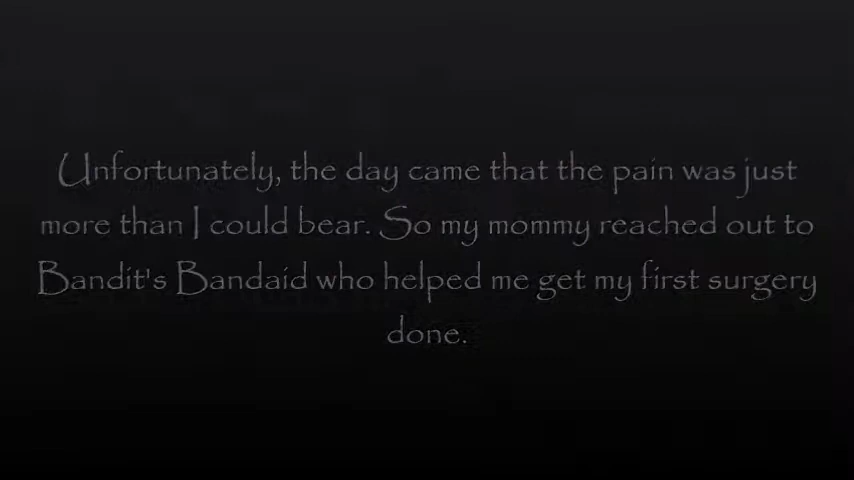 Unfortunately, the day came that the pain was just
more than I could bear. So my mommy reached out to
Bandit's Bandaid who helped me get my first surgery
done.